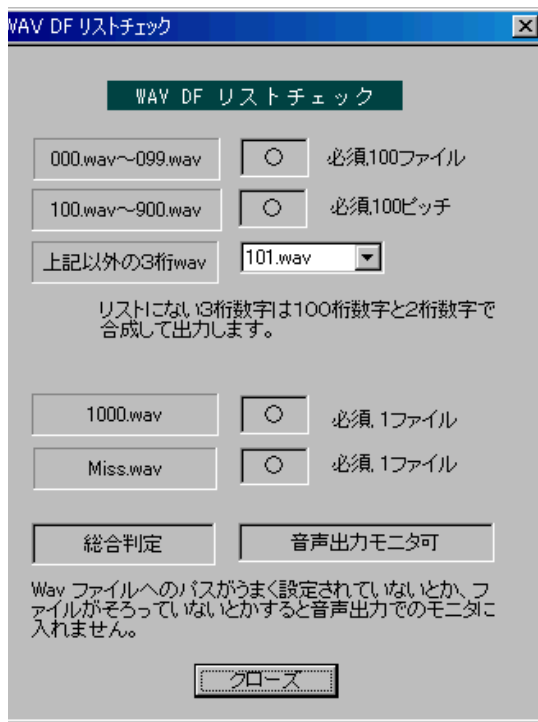 WAV DF リストチェック
WAV DF リストチェック
000.wav～099.wav ○ 必須,100ファイル
100.wav～900.wav ○ 必須,100ピッチ
上記以外の3桁wav 101.wav
リストにない3桁数字は100桁数字と2桁数字で
合成して出力します。
1000.wav ○ 必須, 1ファイル
Miss.wav ○ 必須, 1ファイル
総合判定 音声出力モニタ可
Wav ファイルへのパスがうまく設定されていないとか、フ
ァイルがそろっていないとかすると音声出力でのモニタに
入れません。
クローズ